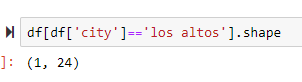 df[df['city']=='los altos'].shape
]: (1, 24)